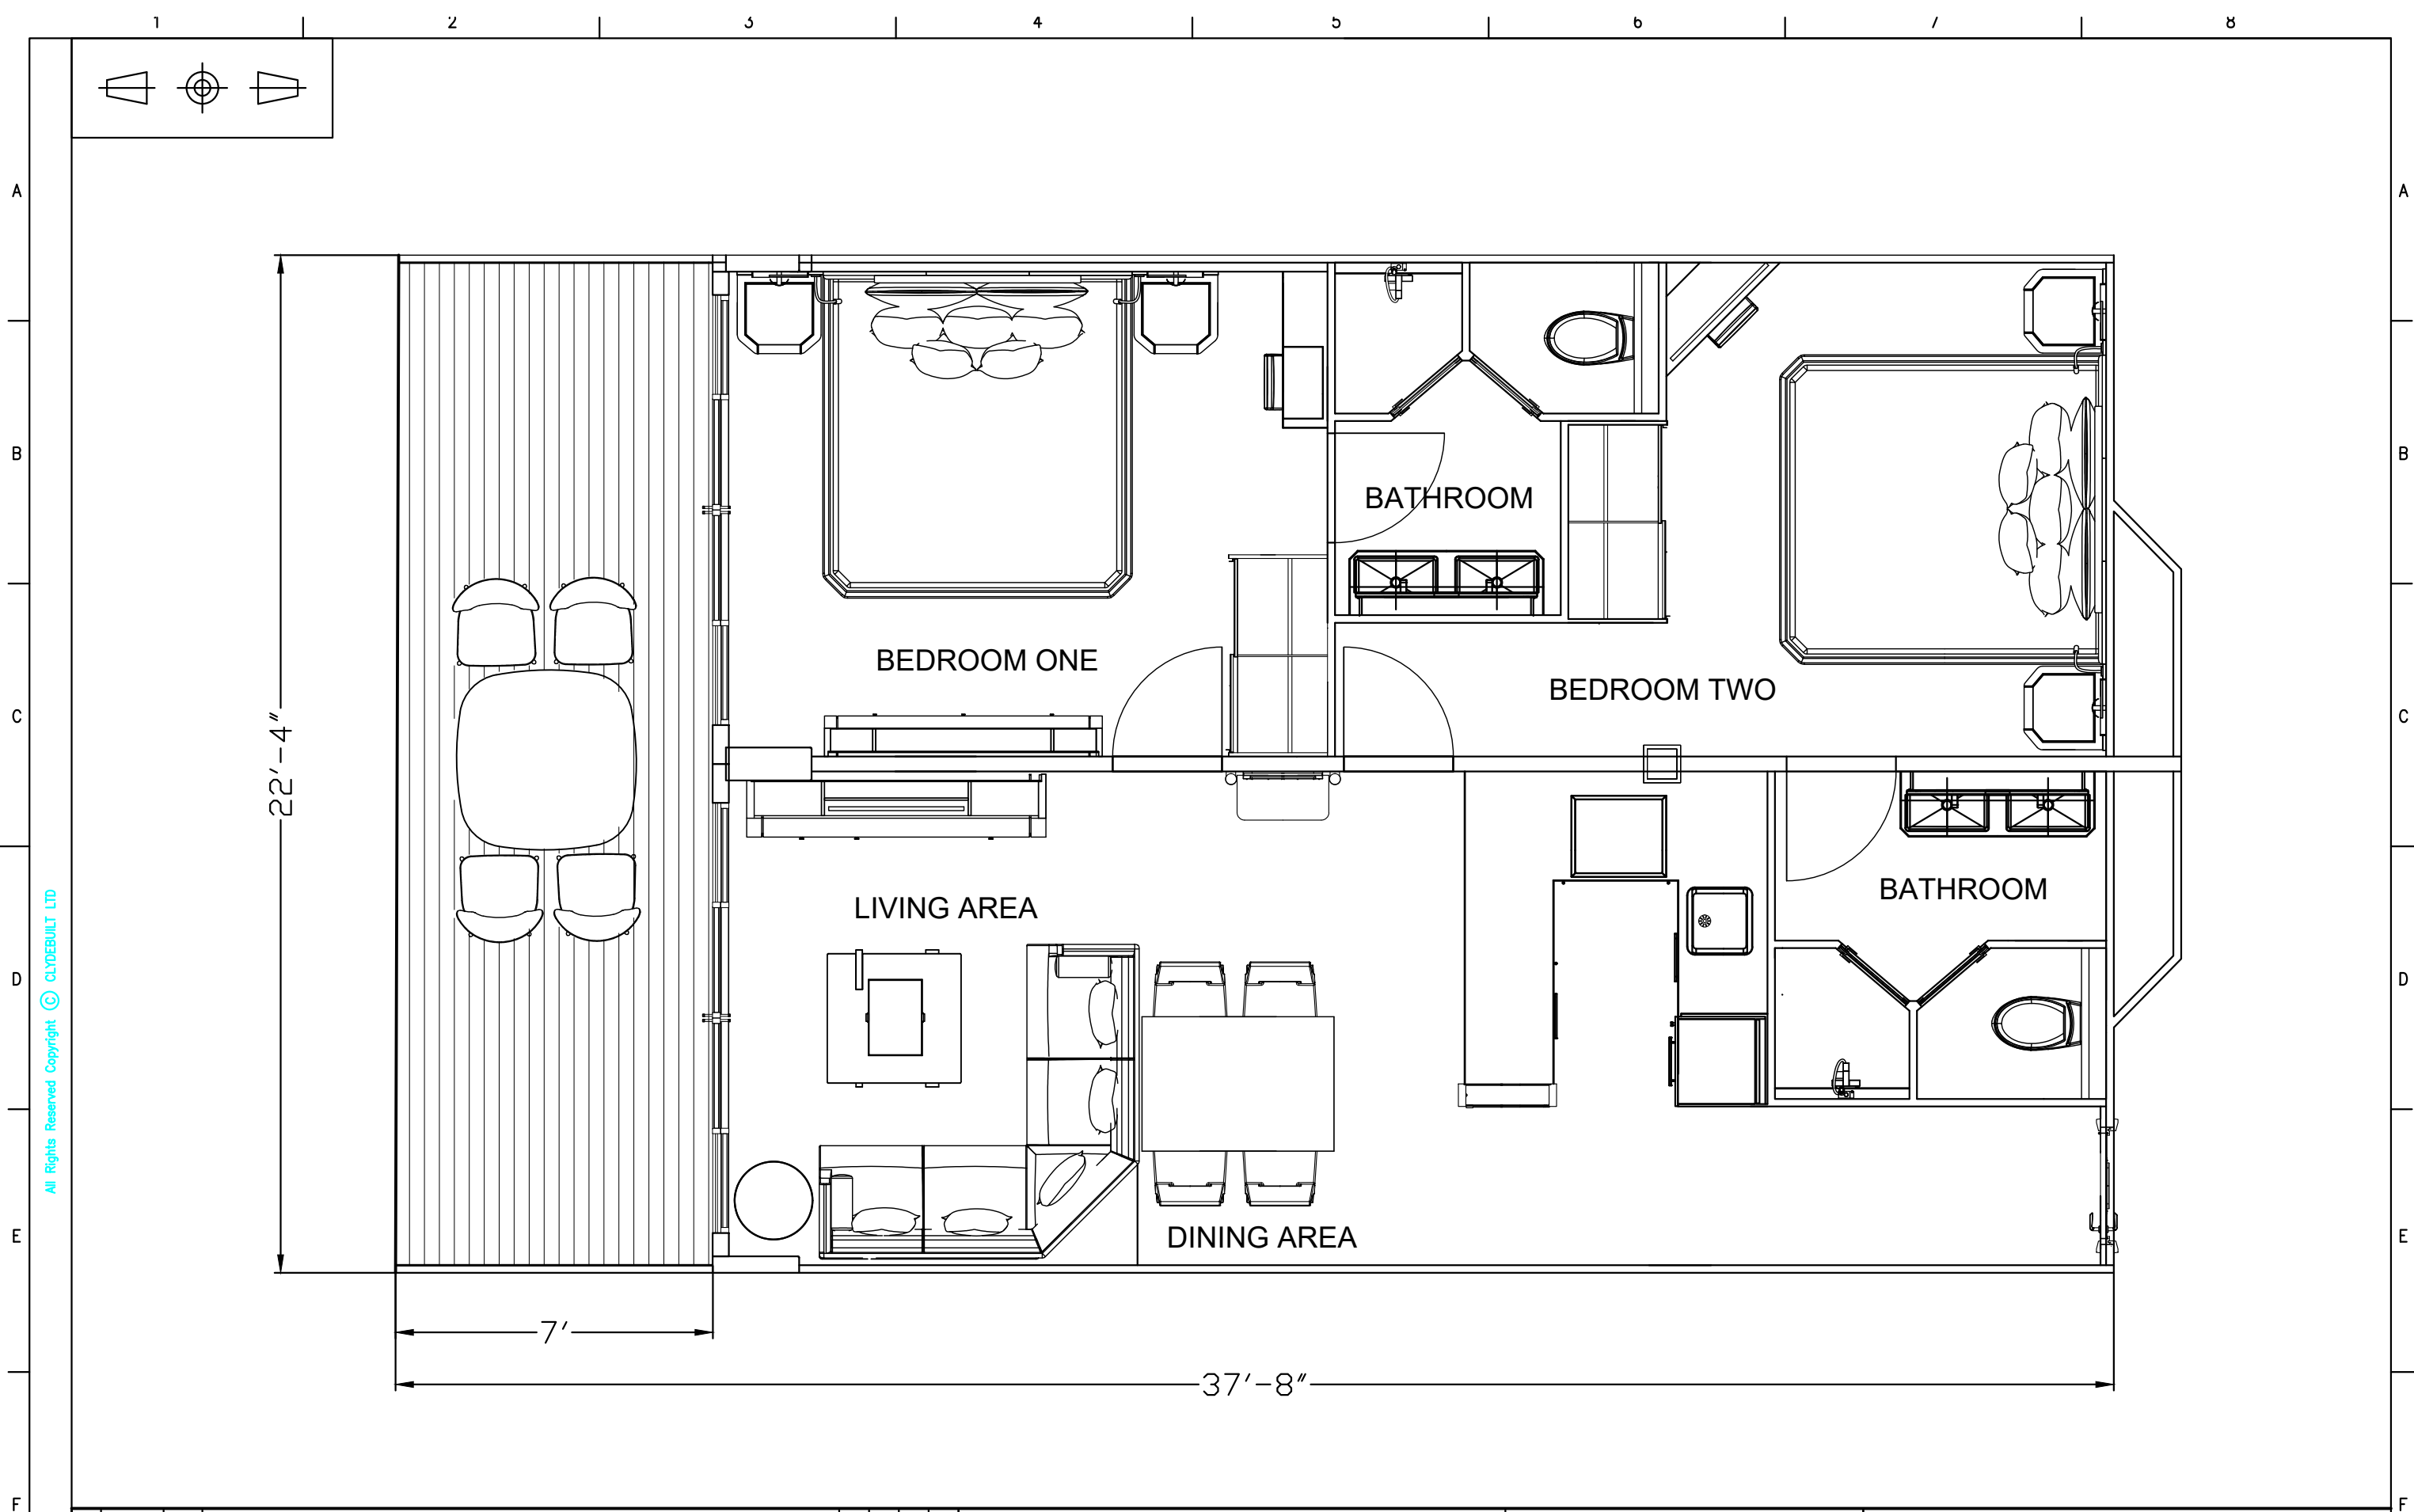 1 2 3 4 5 6 7 8
A A
B B
BATHROOM
BEDROOM ONE
BEDROOM TWO
C C
22'-4"
BATHROOM
LIVING AREA
All Rights Reserved Copyright © CLYDEBUILT LTD
D D
DINING AREA
E E
7'
37'-8"
F F